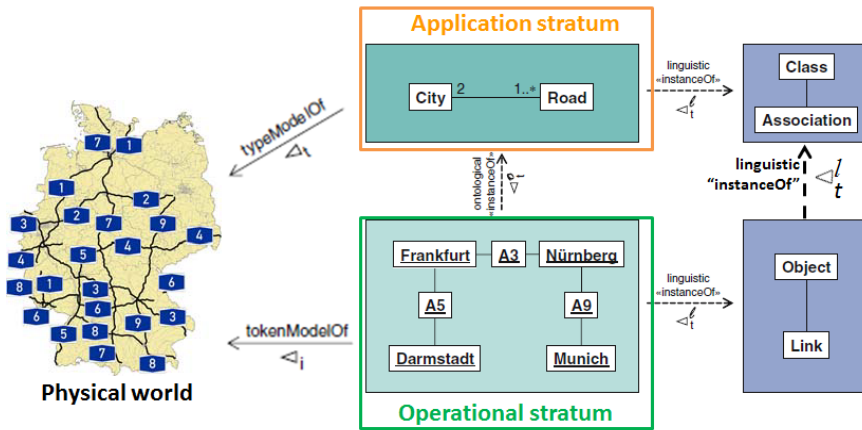 Application stratum
City
2
1..*
Road
linguistic
«instanceOf»
◁ l t
Class
Association
typeModelOf
◁ t
ontological
«instanceOf»
◁ o t
linguistic
"instanceOf"
◁ l t
7
1
1
2
2
3
7
9
4
5
4
4
8
1
3
6
6
6
3
5
8
9
7
8
Physical world
tokenModelOf
◁ i
Frankfurt
A3
Nürnberg
A5
A9
Darmstadt
Munich
Operational stratum
linguistic
«instanceOf»
◁ l t
Object
Link